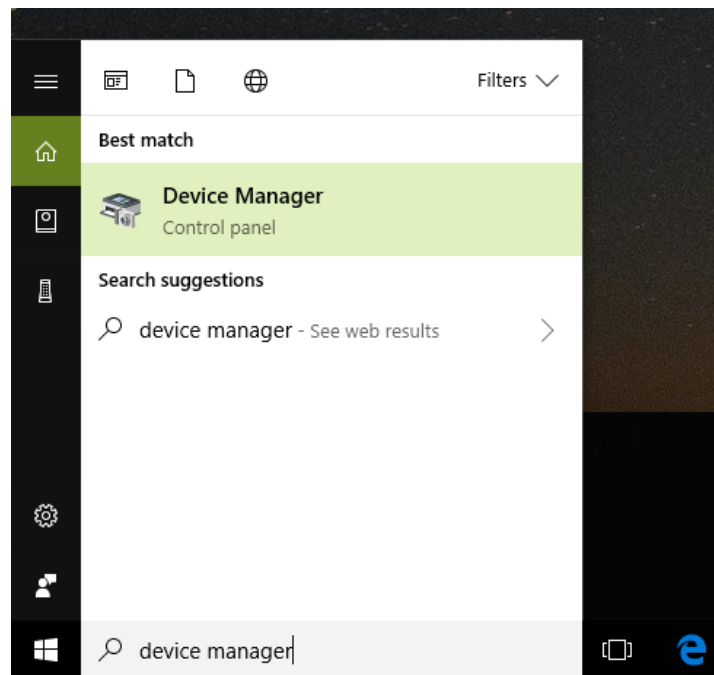 Filters
Best match
Device Manager
Control panel
Search suggestions
device manager - See web results
device manager